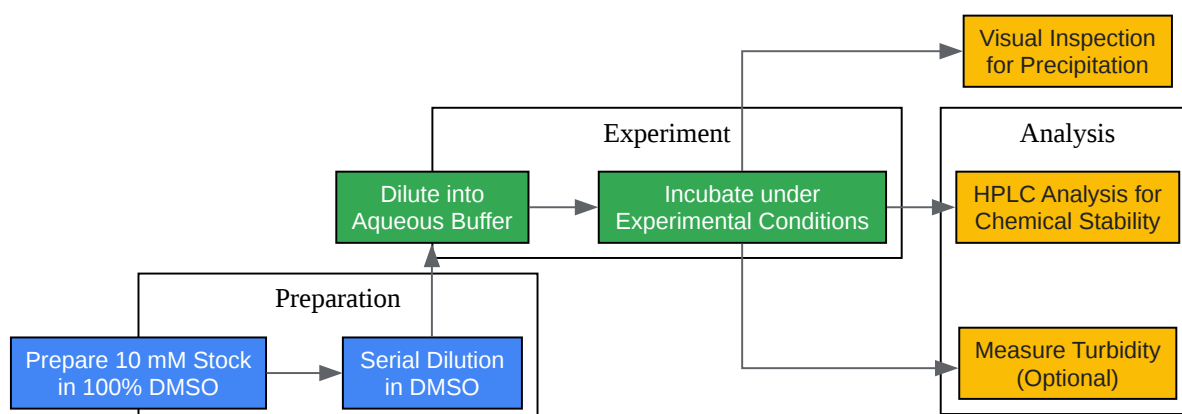 Visual Inspection
for Precipitation
Experiment
Analysis
Dilute into
Aqueous Buffer
Incubate under
Experimental Conditions
HPLC Analysis for
Chemical Stability
Preparation
Prepare 10 mM Stock
in 100% DMSO
Serial Dilution
in DMSO
Measure Turbidity
(Optional)